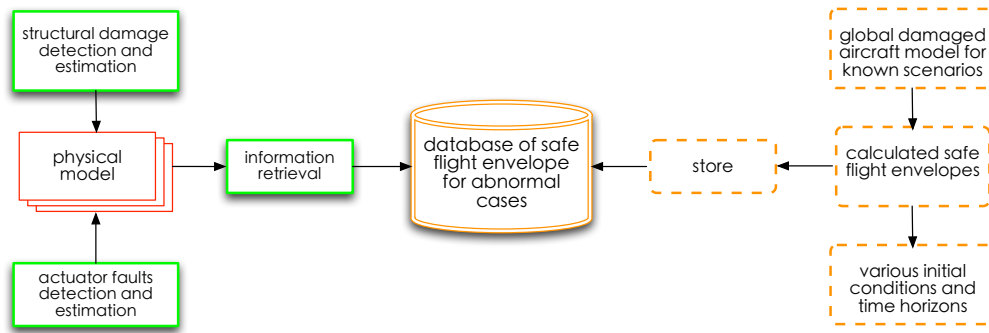 structural damage
detection and
estimation
physical
model
actuator faults
detection and
estimation
information
retrieval
database of safe
flight envelope
for abnormal
cases
store
global damaged
aircraft model for
known scenarios
calculated safe
flight envelopes
various initial
conditions and
time horizons